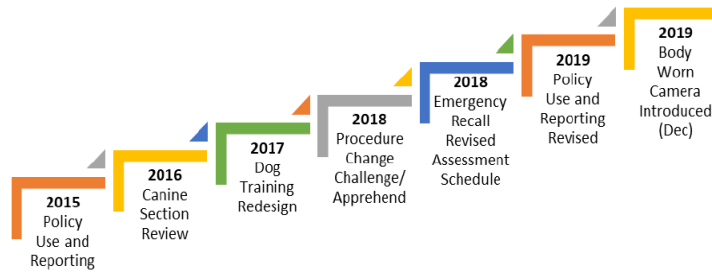 2015
Policy
Use and
Reporting
2016
Canine
Section
Review
2017
Dog
Training
Redesign
2018
Procedure
Change
Challenge/
Apprehend
2018
Emergency
Recall
Revised
Assessment
Schedule
2019
Policy
Use and
Reporting
Revised
2019
Body
Worn
Camera
Introduced
(Dec)